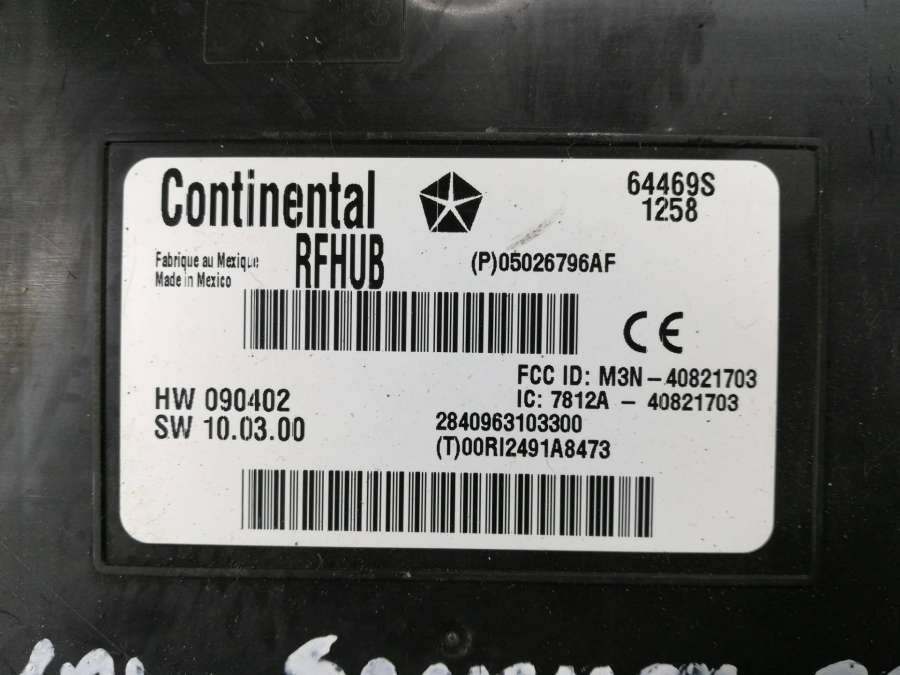 Continental
64469S
1258
Fabrique au Mexique
Made in Mexico
RFHUB
(P)05026796AF
CE
FCC ID: M3N-40821703
IC: 7812A - 40821703
HW 090402
SW 10.03.00
2840963103300
(T)00RI2491A8473